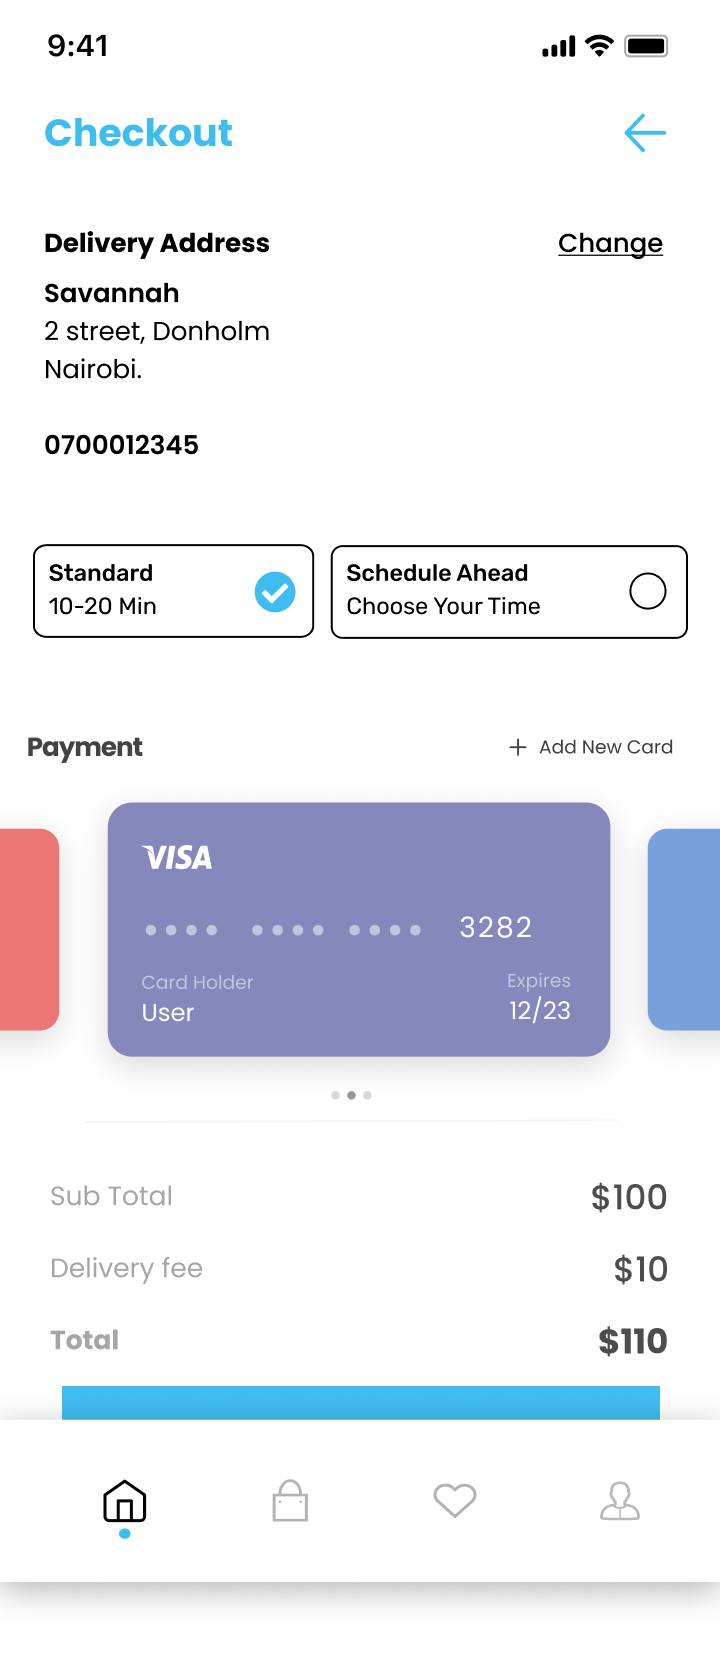 9:41
Checkout
Delivery Address
Change
Savannah
2 street, Donholm
Nairobi.
0700012345
Standard
10-20 Min
Schedule Ahead
Choose Your Time
Payment
+ Add New Card
VISA
•••• •••• •••• 3282
Card Holder
User
Expires
12/23
Sub Total
$100
Delivery fee
$10
Total
$110